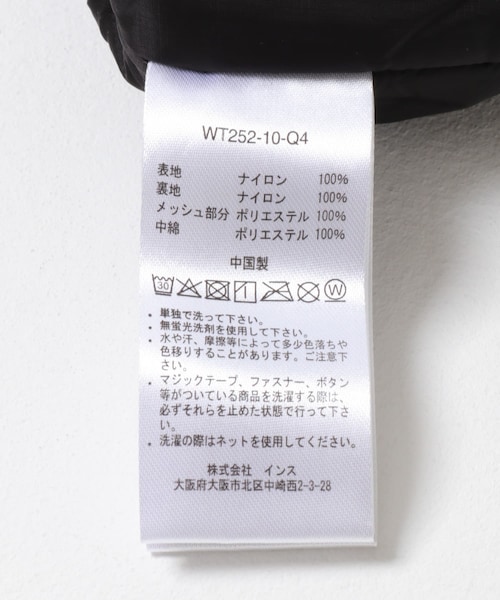 WT252-10-Q4
表地 ナイロン 100%
裏地 ナイロン 100%
メッシュ部分 ポリエステル 100%
中綿 ポリエステル 100%
中国製
30 W
・単独で洗って下さい。
・無蛍光洗剤を使用して下さい。
・水や汗、摩擦等によって多少色落ちや
色移りすることがあります。ご注意下
さい。
・マジックテープ、ファスナー、ボタン
等がついている商品を洗濯する際は、
必ずそれらを止めた状態で行って下さ
い。
・洗濯の際はネットを使用してください。
株式会社 インス
大阪府大阪市北区中崎西2-3-28